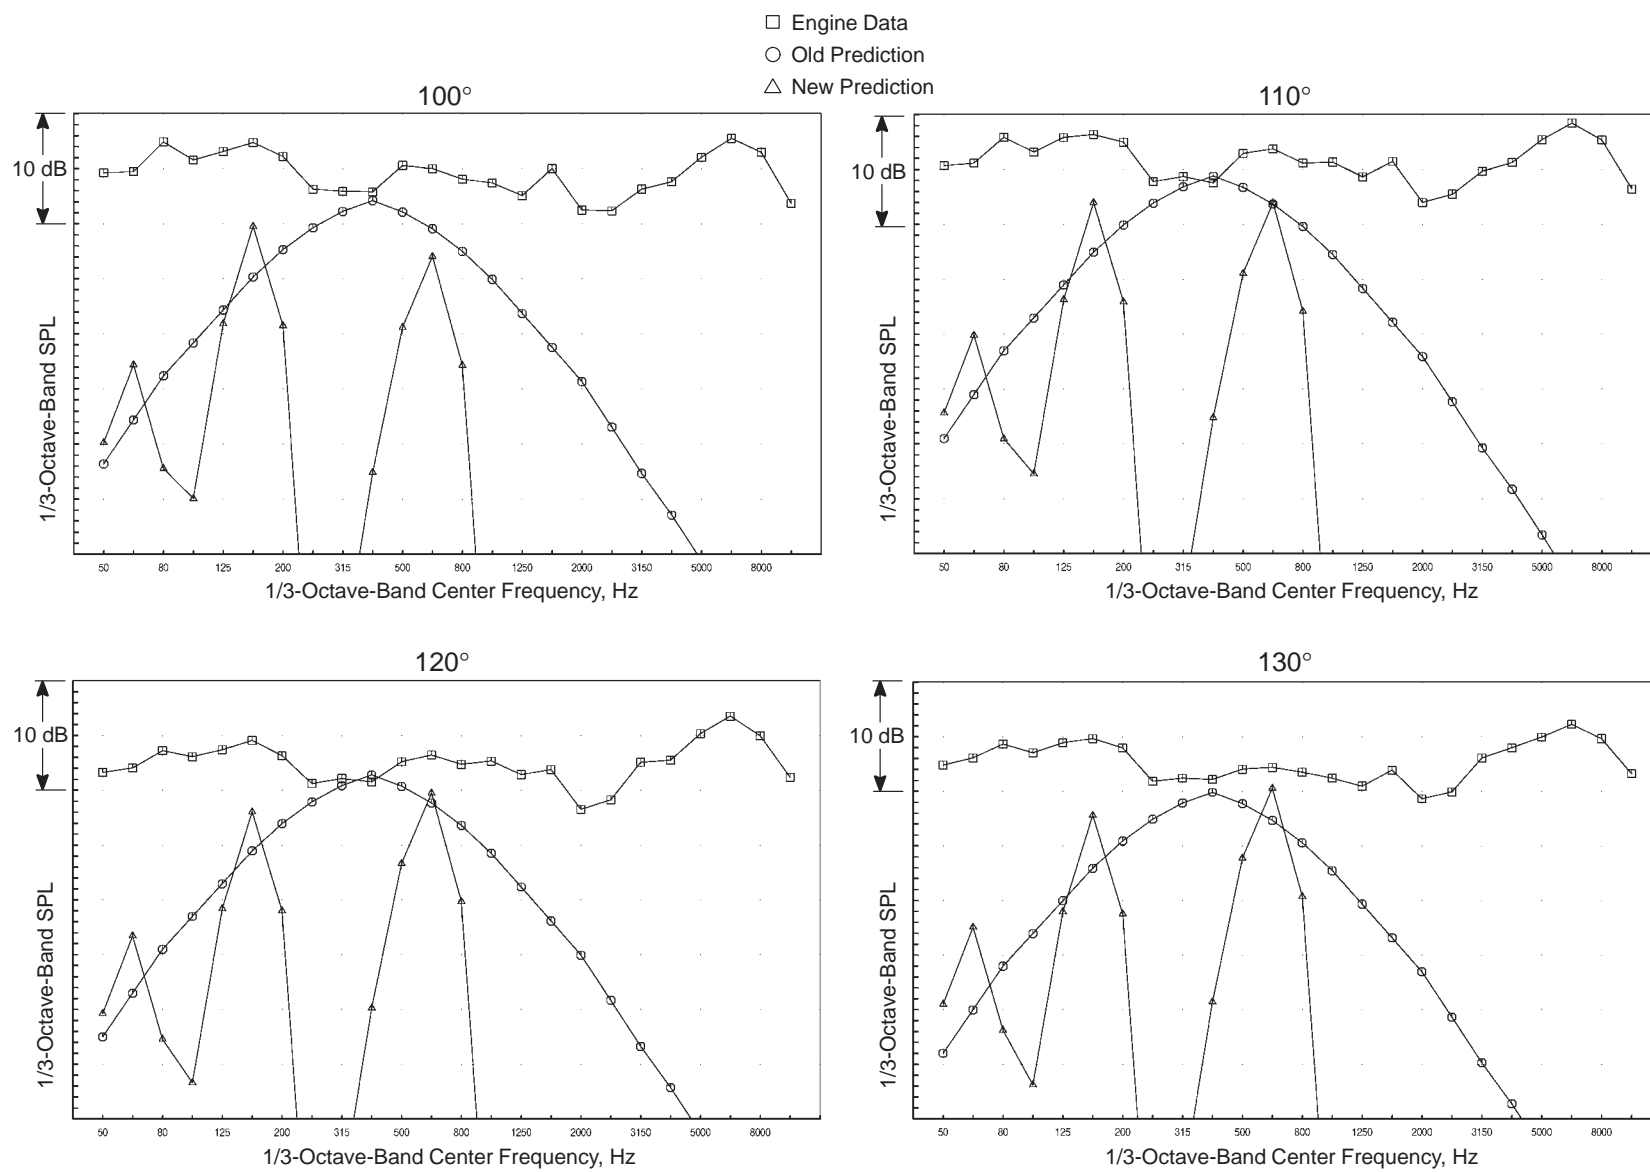 Engine Data
Old Prediction
New Prediction
100°
10 dB
1/3-Octave-Band SPL
50 80 125 200 315 500 800 1250 2000 3150 5000 8000
1/3-Octave-Band Center Frequency, Hz
110°
10 dB
1/3-Octave-Band SPL
50 80 125 200 315 500 800 1250 2000 3150 5000 8000
1/3-Octave-Band Center Frequency, Hz
120°
10 dB
1/3-Octave-Band SPL
50 80 125 200 315 500 800 1250 2000 3150 5000 8000
1/3-Octave-Band Center Frequency, Hz
130°
10 dB
1/3-Octave-Band SPL
50 80 125 200 315 500 800 1250 2000 3150 5000 8000
1/3-Octave-Band Center Frequency, Hz